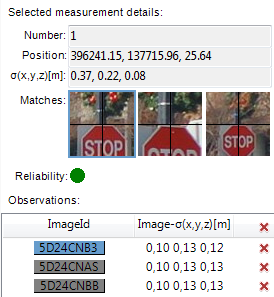 Selected measurement details:
Number: 1
Position: 396241.15, 137715.96, 25.64
σ(x,y,z)[m]: 0.37, 0.22, 0.08
Matches:
STOP STOP STOP
Reliability:
Observations:
ImageId Image-σ(x,y,z)[m]
5D24CNB3 0,10 0,13 0,12
5D24CNAS 0,10 0,13 0,13
5D24CNBB 0,10 0,13 0,13